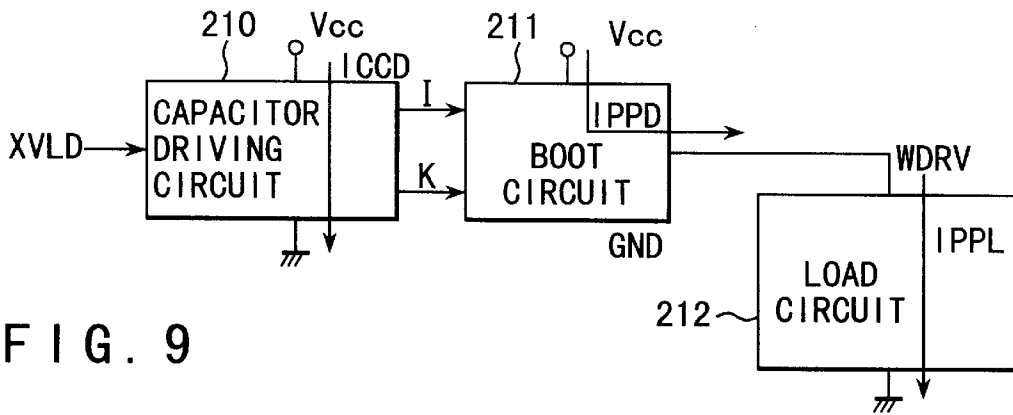 210
Vcc
211
Vcc
ICCD
I
IPPD
CAPACITOR
DRIVING
CIRCUIT
XVLD
K
BOOT
CIRCUIT
WDRV
GND
IPPL
LOAD
CIRCUIT
212
FIG. 9